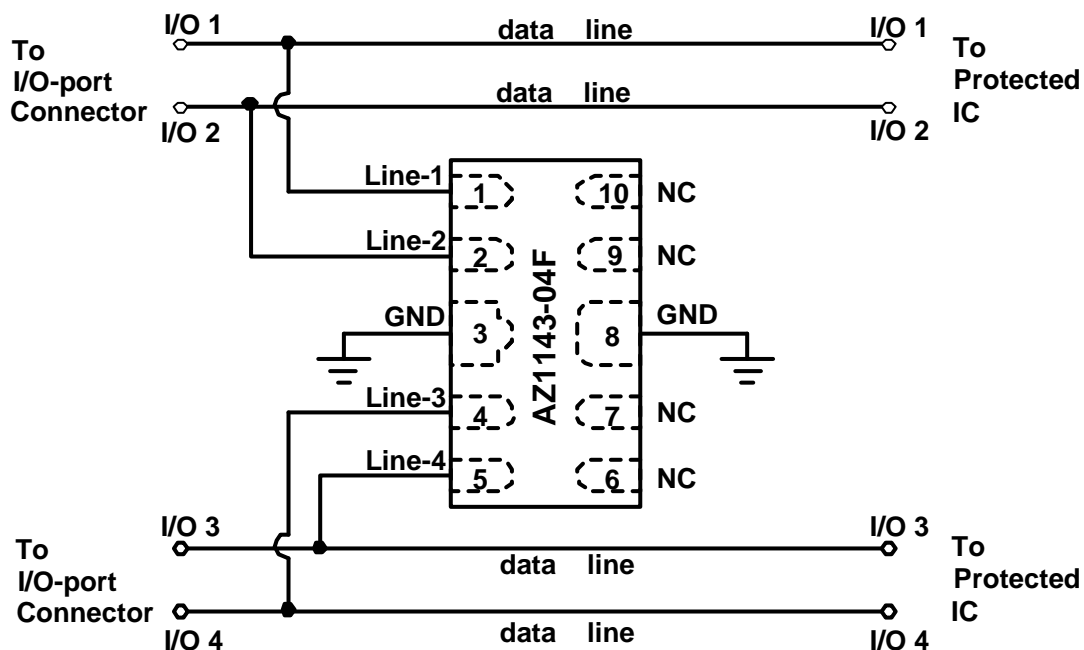 I/O 1
data line
I/O 1
To
I/O-port
Connector
To
Protected
IC
data line
I/O 2
I/O 2
Line-1
1
10
NC
Line-2
2
9
NC
AZ1143-04F
GND
3
8
GND
Line-3
4
7
NC
Line-4
5
6
NC
I/O 3
I/O 3
To
I/O-port
Connector
data line
To
Protected
IC
I/O 4
data line
I/O 4